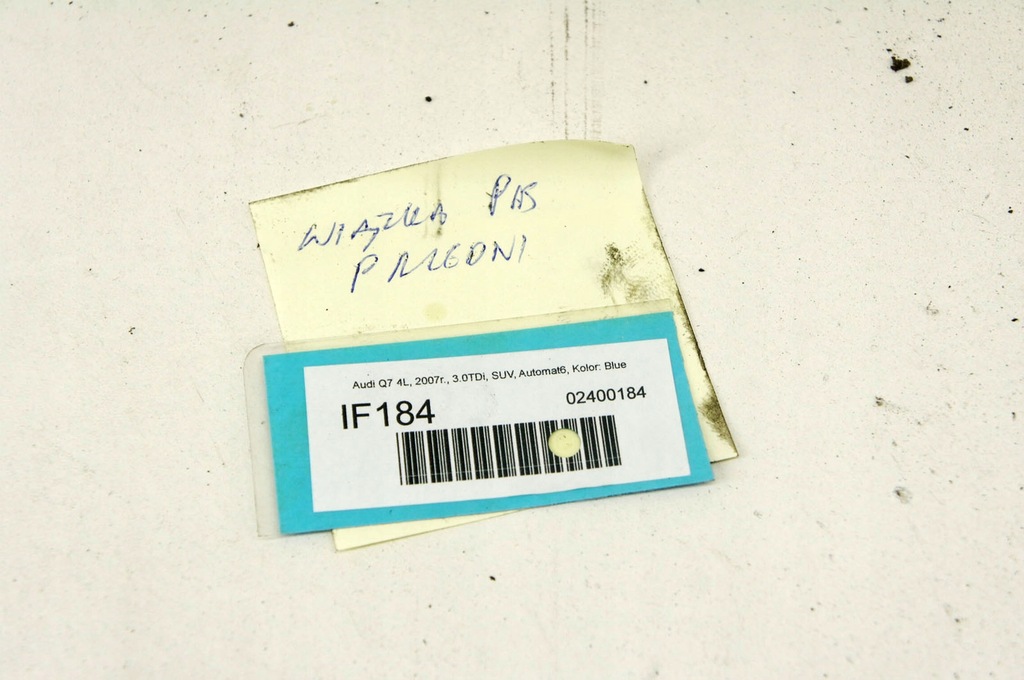 WIĄZKA PAS
PRZEDNI
Audi Q7 4L, 2007r., 3.0TDi, SUV, Automat6, Kolor: Blue
IF184
02400184